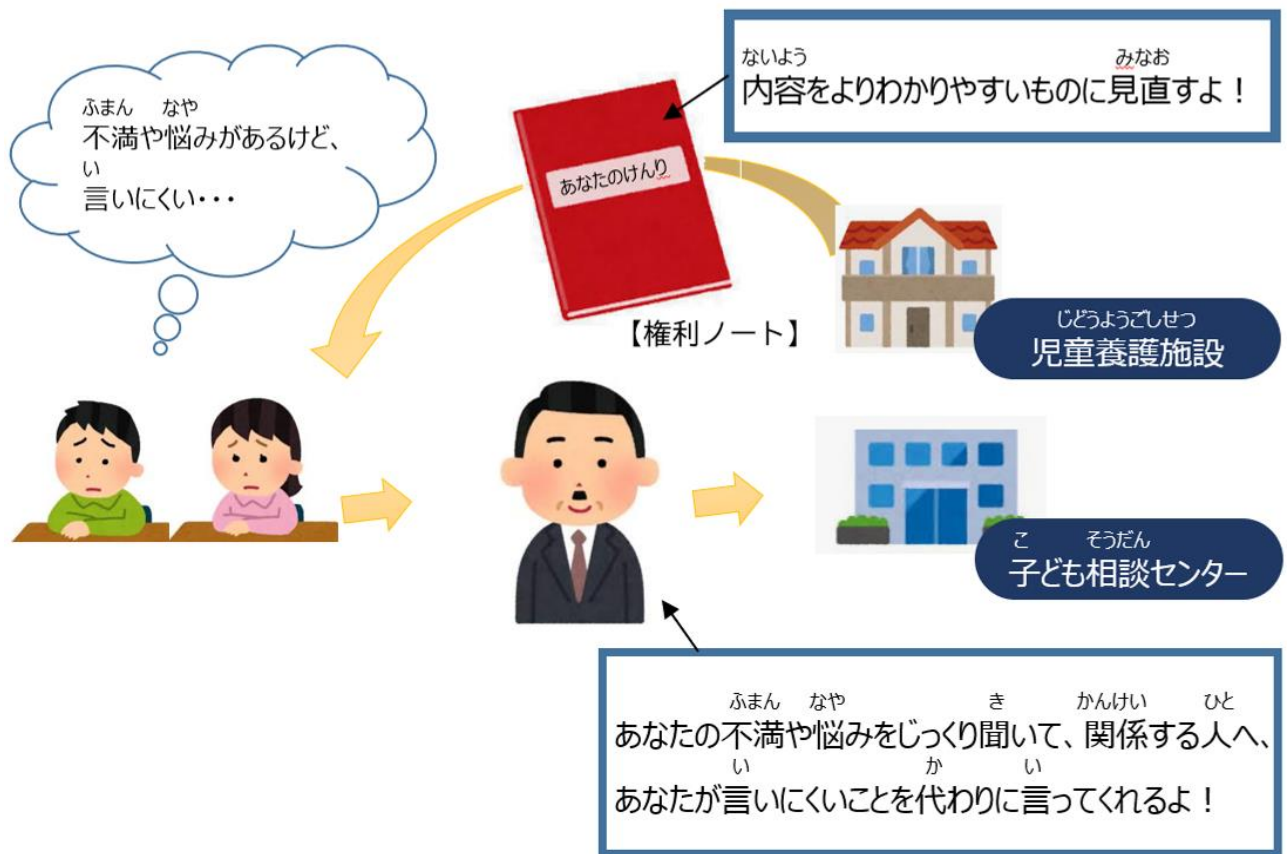 ないよう みなお
内容をよりわかりやすいものに見直すよ！
ふまん なや
不満や悩みがあるけど、
い
言いにくい・・・
あなたのけんり
【権利ノート】
じどうようごしせつ
児童養護施設
こ そうだん
子ども相談センター
ふまん なや き かんけい ひと
あなたの不満や悩みをじっくり聞いて、関係する人へ、
い か い
あなたが言いにくいことを代わりに言ってくれるよ！